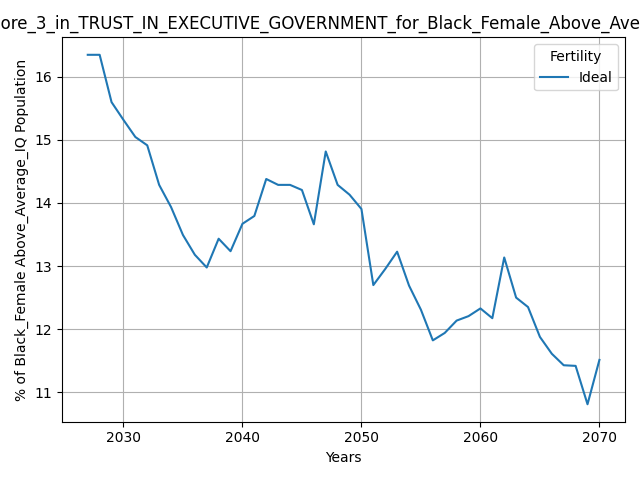 ore_3_in_TRUST_IN_EXECUTIVE_GOVERNMENT_for_Black_Female_Above_Ave
Fertility
Ideal
% of Black_Female Above_Average_IQ Population
16
15
14
13
12
11
2030 2040 2050 2060 2070
Years